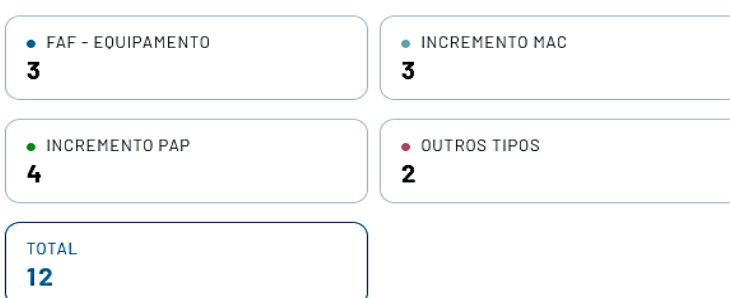 FAF - EQUIPAMENTO
3
INCREMENTO MAC
3
INCREMENTO PAP
4
OUTROS TIPOS
2
TOTAL
12